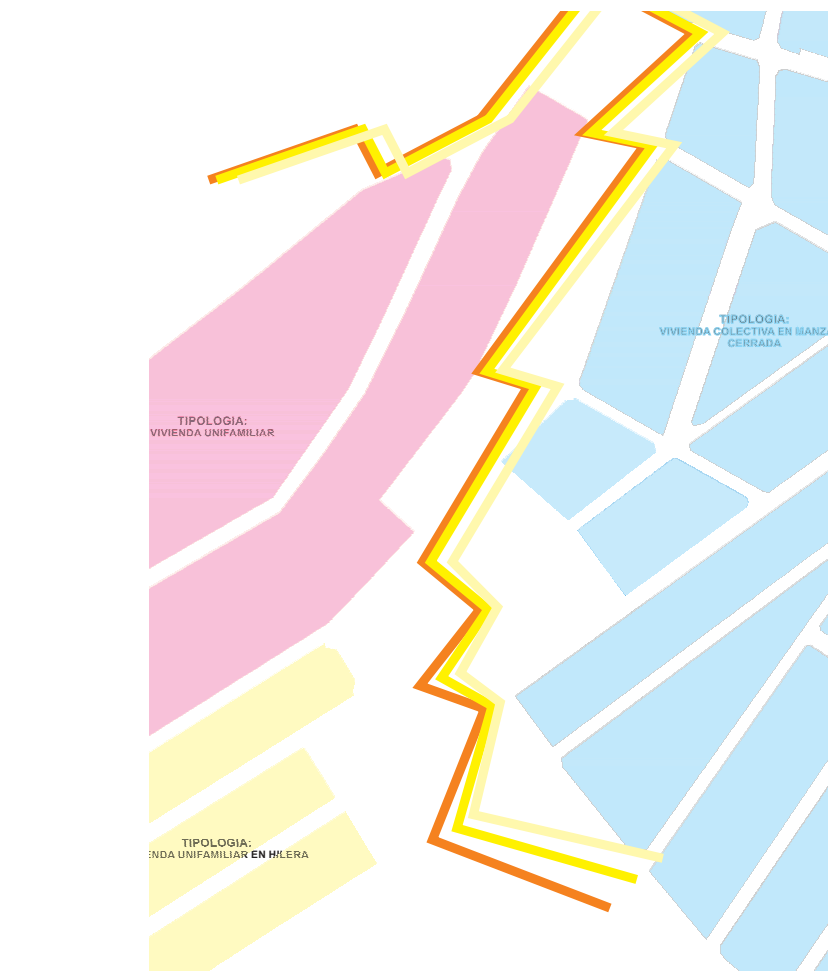 TIPOLOGIA:
VIVIENDA COLECTIVA EN MANZA
CERRADA
TIPOLOGIA:
VIVIENDA UNIFAMILIAR
TIPOLOGIA:
ENDA UNIFAMILIAR EN HILERA